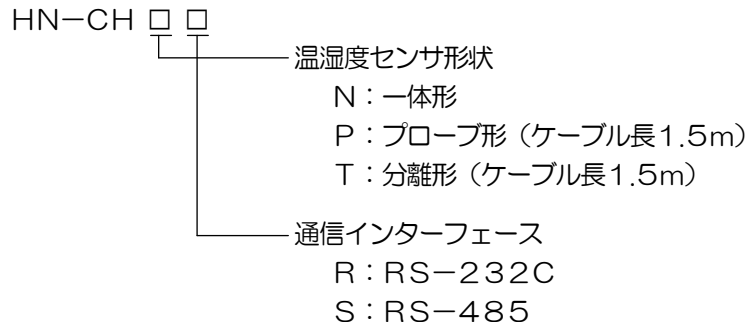 HN－CH □ □
温湿度センサ形状
N：一体形
P：プローブ形（ケーブル長1.5m）
T：分離形（ケーブル長1.5m）
通信インターフェース
R：RS－232C
S：RS－485